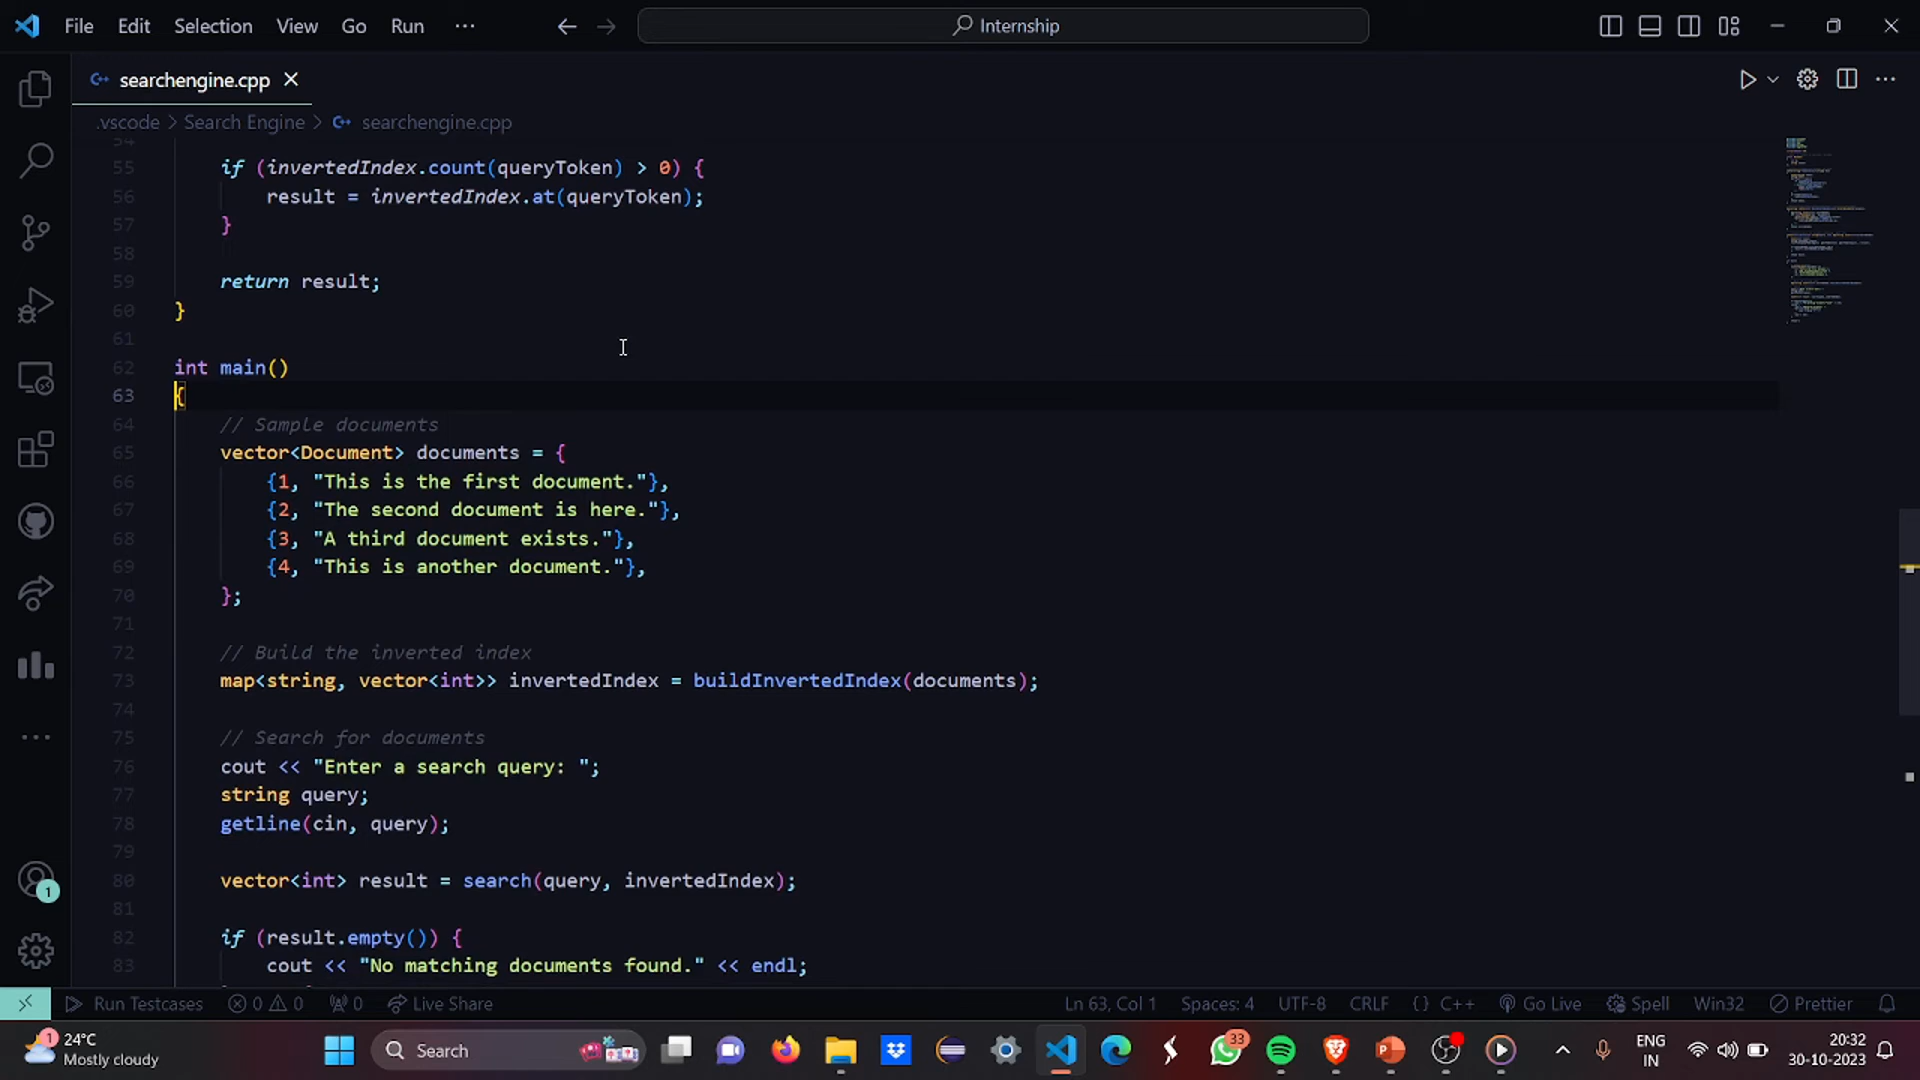 File Edit Selection View Go Run ··· Internship
searchengine.cpp
.vscode > Search Engine > searchengine.cpp
54
55 if (invertedIndex.count(queryToken) > 0) {
56 result = invertedIndex.at(queryToken);
57 }
58
59 return result;
60 }
61
62 int main()
63 {
64 // Sample documents
65 vector<Document> documents = {
66 {1, "This is the first document."},
67 {2, "The second document is here."},
68 {3, "A third document exists."},
69 {4, "This is another document."},
70 };
71
72 // Build the inverted index
73 map<string, vector<int>> invertedIndex = buildInvertedIndex(documents);
74
75 // Search for documents
76 cout << "Enter a search query: ";
77 string query;
78 getline(cin, query);
79
80 vector<int> result = search(query, invertedIndex);
81
82 if (result.empty()) {
83 cout << "No matching documents found." << endl;
1
Run Testcases 0 0 0 Live Share Ln 63, Col 1 Spaces: 4 UTF-8 CRLF {} C++ Go Live Spell Win32 Prettier
1 24°C
Mostly cloudy
Search
33
ENG
IN
20:32
30-10-2023